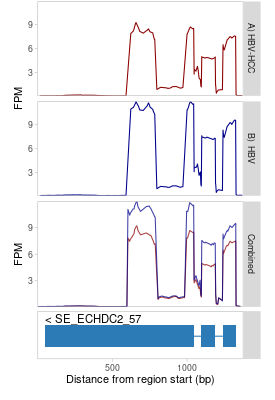 9
6
3
A) HBV-HCC
FPM
9
6
3
B) HBV
9
6
3
Combined
FPM
< SE_ECHDC2_57
500
1000
Distance from region start (bp)